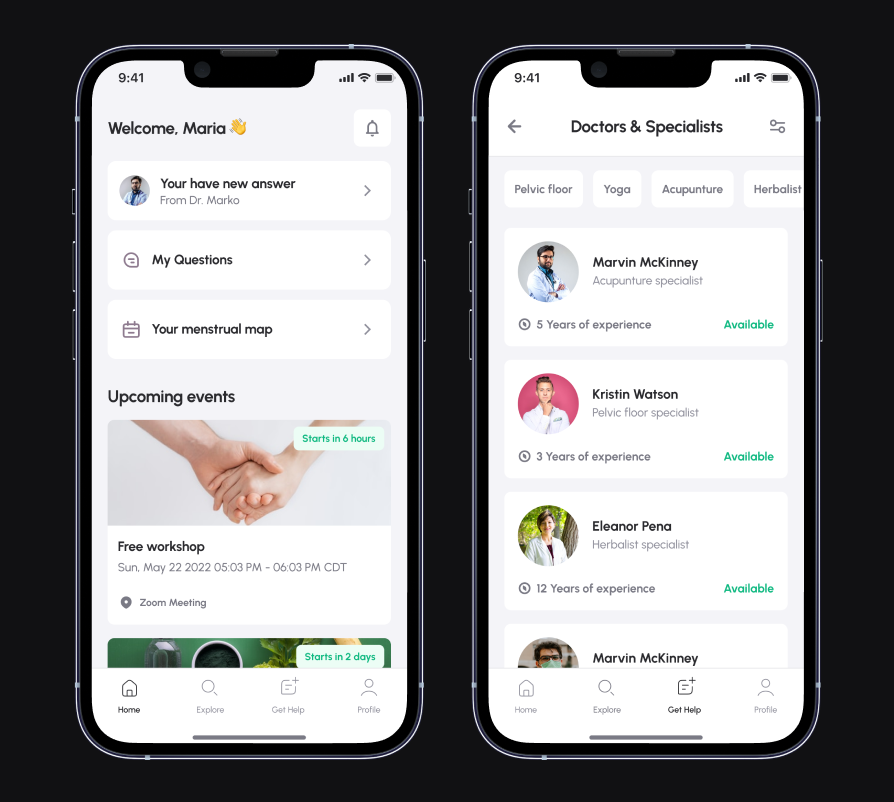 9:41
Welcome, Maria 👋
Your have new answer
From Dr. Marko
My Questions
Your menstrual map
Upcoming events
Starts in 6 hours
Free workshop
Sun, May 22 2022 05:03 PM - 06:03 PM CDT
Zoom Meeting
Starts in 2 days
Home
Explore
Get Help
Profile
9:41
Doctors & Specialists
Pelvic floor Yoga Acupunture Herbalist
Marvin McKinney
Acupunture specialist
5 Years of experience Available
Kristin Watson
Pelvic floor specialist
3 Years of experience Available
Eleanor Pena
Herbalist specialist
12 Years of experience Available
Marvin McKinney
Home
Explore
Get Help
Profile